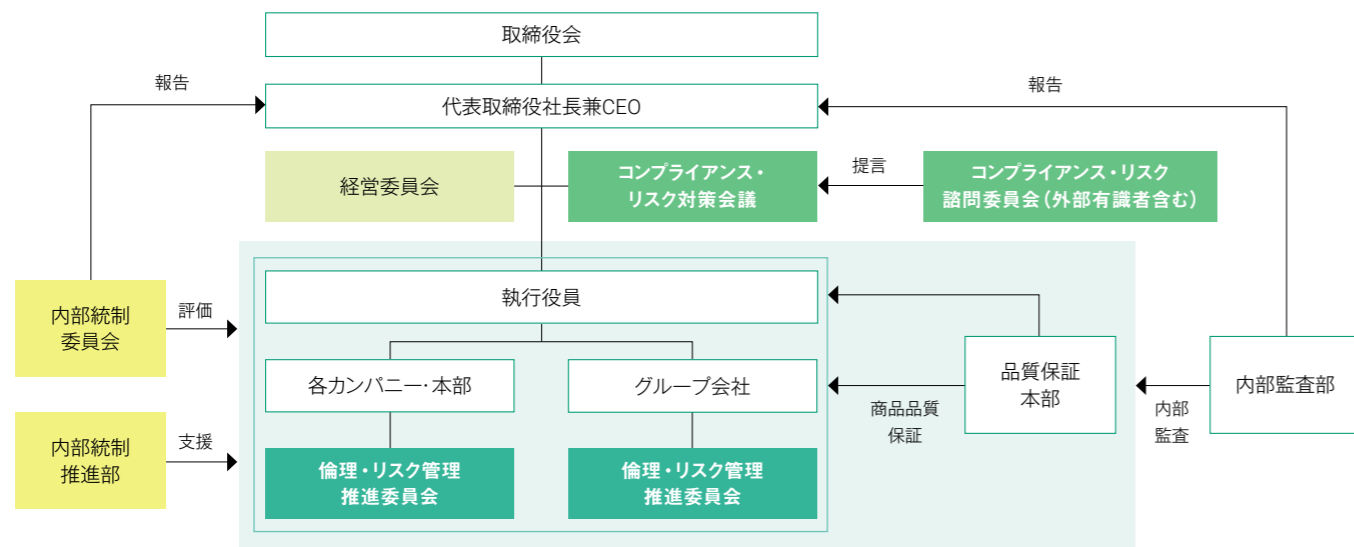 取締役会
報告
代表取締役社長兼CEO
報告
経営委員会
コンプライアンス・
リスク対策会議
提言
コンプライアンス・リスク
諮問委員会（外部有識者含む）
内部統制
委員会
評価
執行役員
各カンパニー・本部
グループ会社
商品品質
保証
品質保証
本部
内部
監査
内部監査部
内部統制
推進部
支援
倫理・リスク管理
推進委員会
倫理・リスク管理
推進委員会